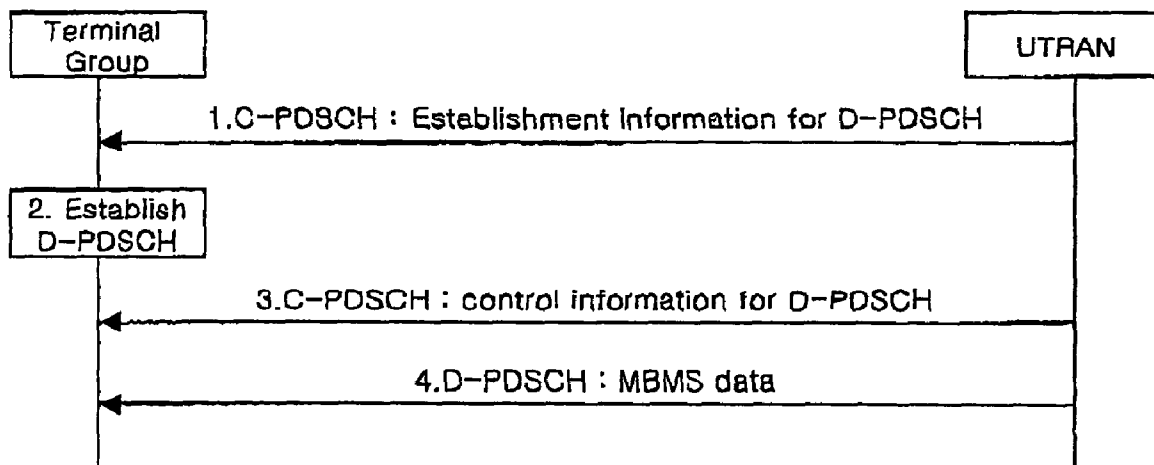 Terminal
Group
UTRAN
1.C-PDSCH : Establishment Information for D-PDSCH
2. Establish
D-PDSCH
3.C-PDSCH : control information for D-PDSCH
4.D-PDSCH : MBMS data